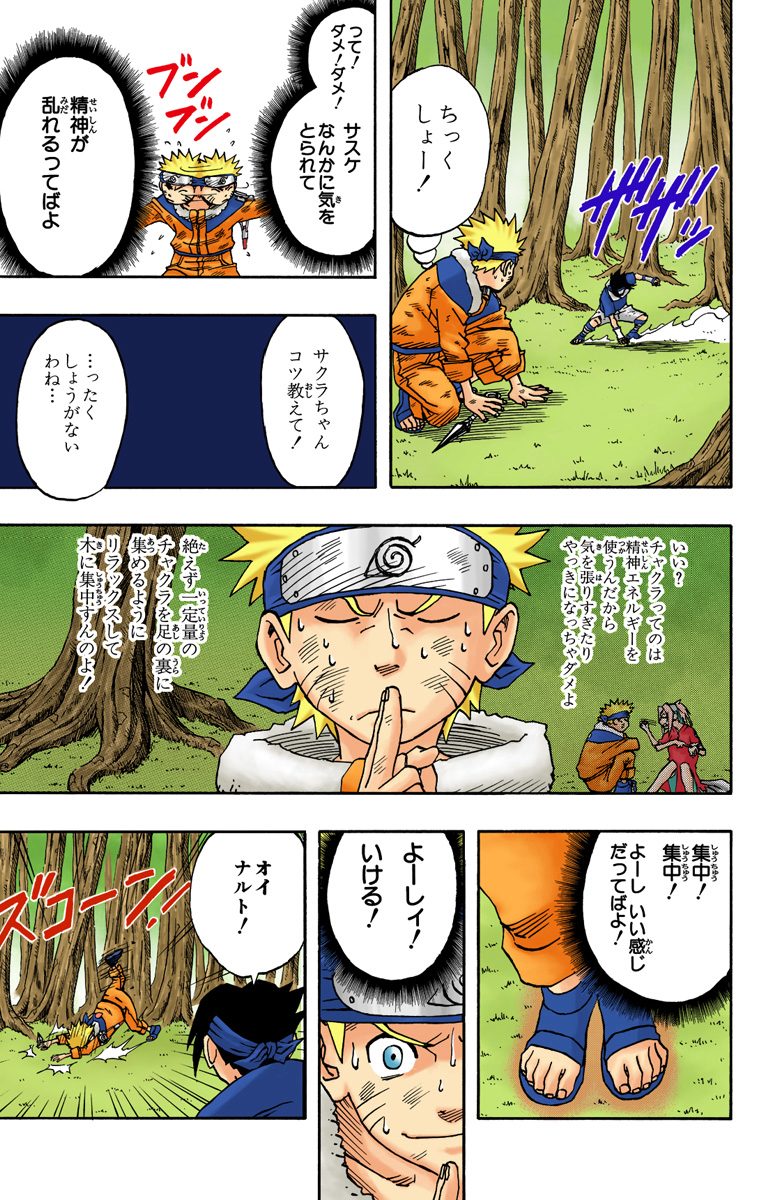 ちっく
しょー！
ザザザッ
って！
ダメ！ダメ！
サスケ
なんかに気を
とられて
ブン
ブン
精神が
乱れるってばよ
サクラちゃん
コツ教えて！
…ったく
しょうがない
わね…
いい？
チャクラってのは
精神エネルギーを
使うんだから
気を張りすぎたり
やっきになっちゃダメよ
絶えず一定量の
チャクラを足の裏に
集めるように
リラックスして
木に集中すんのよ！
集中！
集中！
よーし いい感じ
だってばよ！
よーしィ！
いける！
オイ
ナルト！
ズコーン！